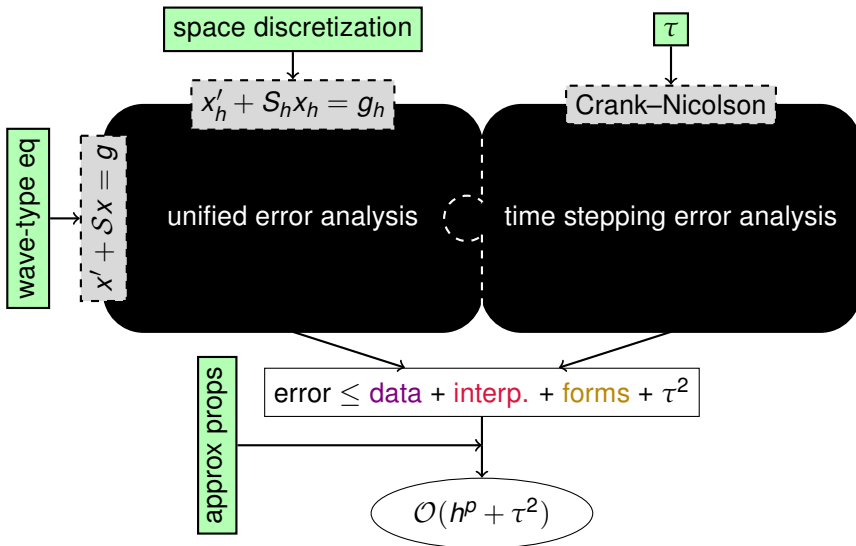 space discretization
τ
x′_h + S_h x_h = g_h
Crank–Nicolson
wave-type eq
x′ + Sx = g
unified error analysis
time stepping error analysis
approx props
error ≤ data + interp. + forms + τ²
O(h^p + τ²)